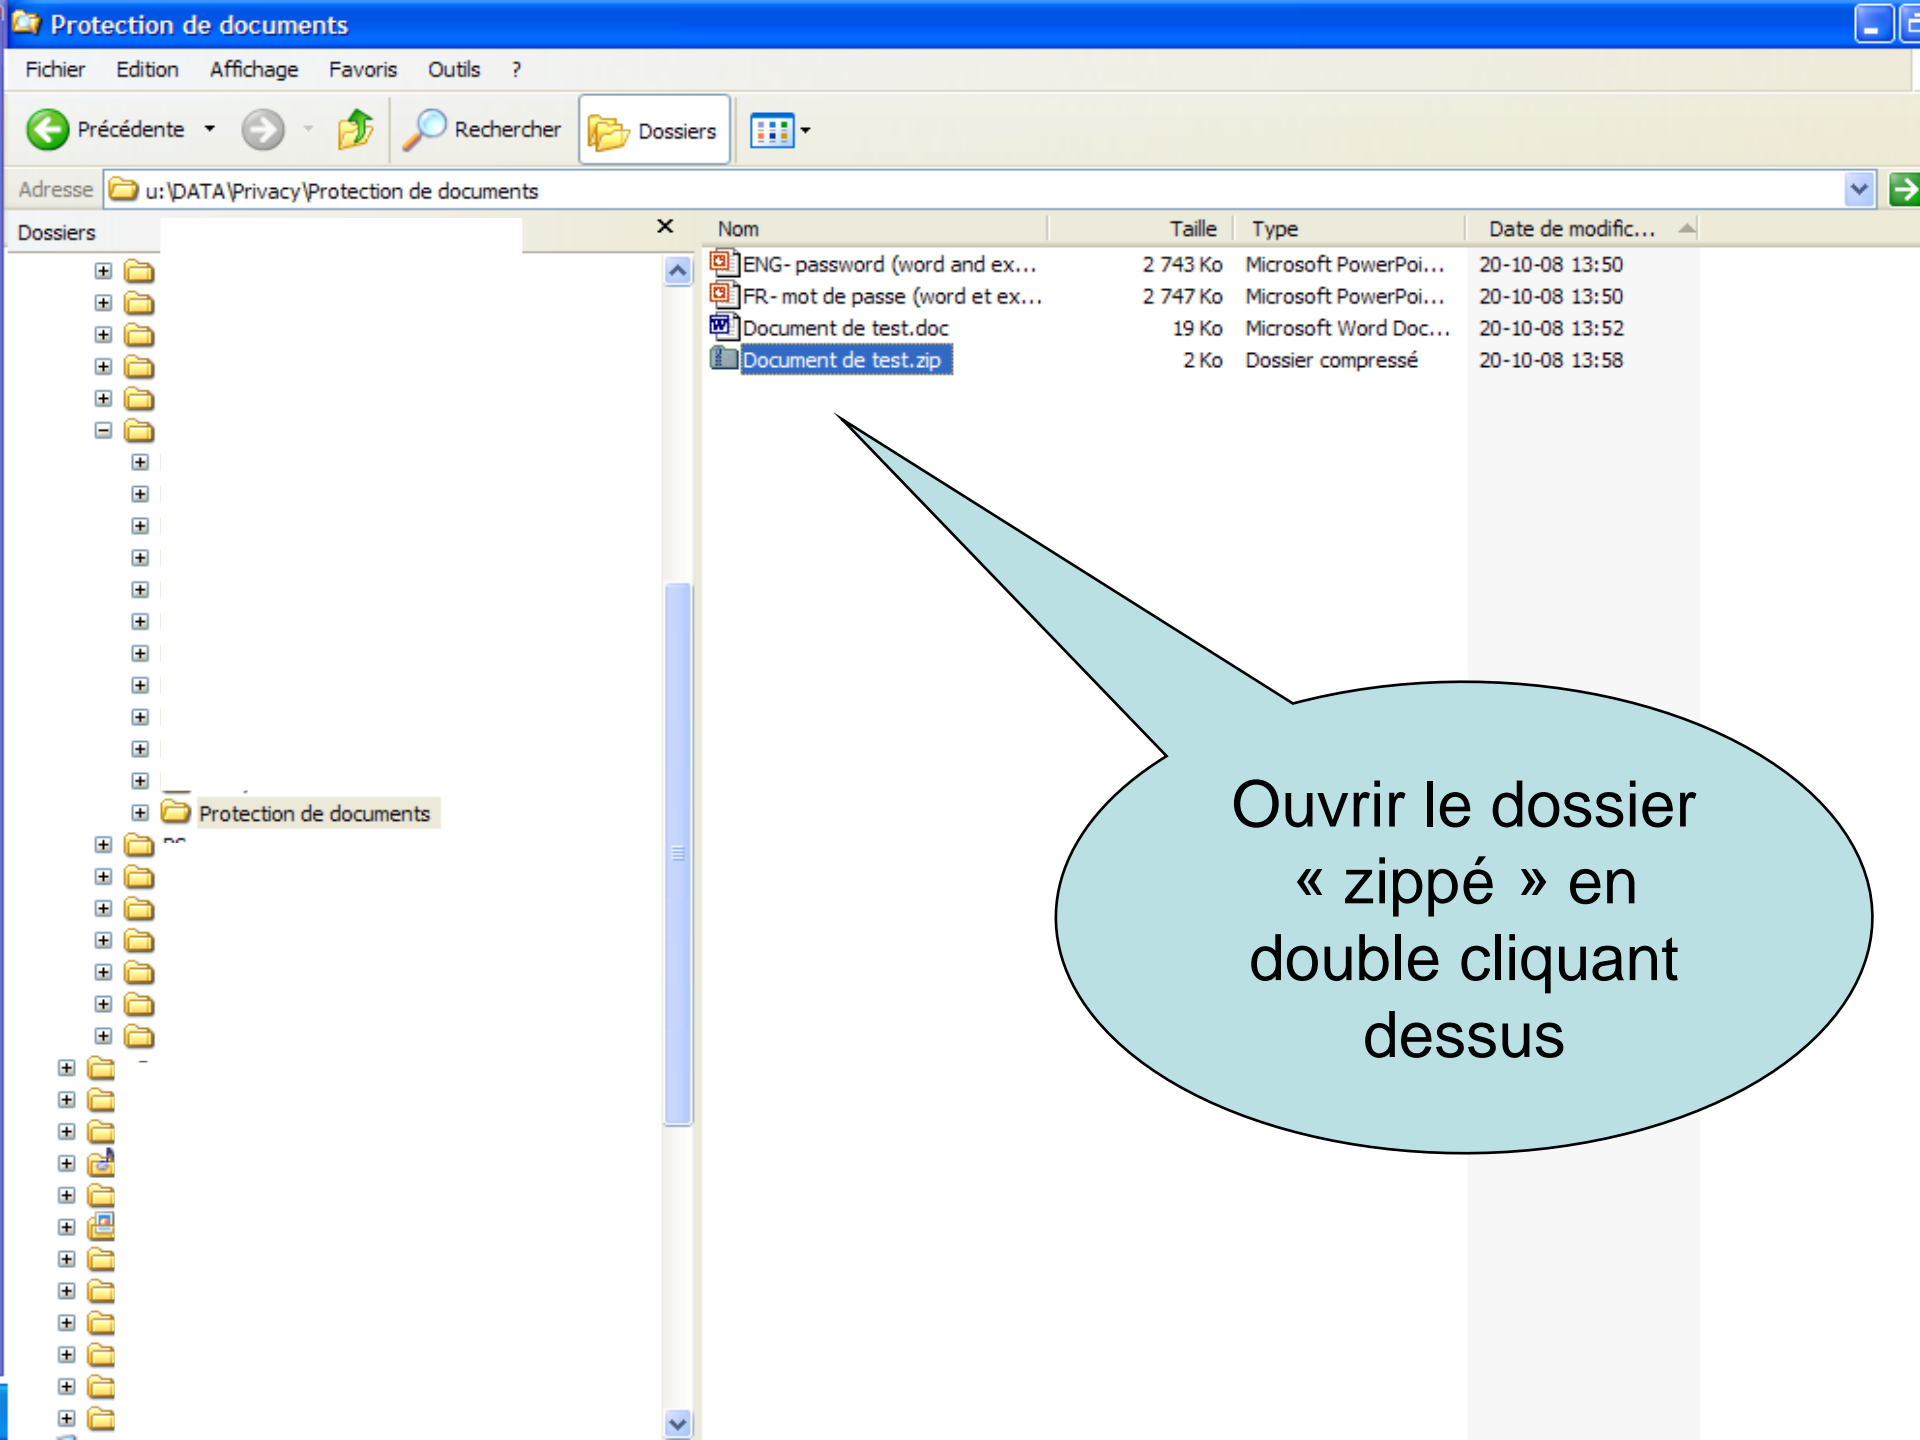 Protection de documents
Fichier Edition Affichage Favoris Outils ?
Précédente Rechercher Dossiers
Adresse u:\DATA\Privacy\Protection de documents
Dossiers
Nom Taille Type Date de modific...
ENG- password (word and ex... 2 743 Ko Microsoft PowerPoi... 20-10-08 13:50
FR- mot de passe (word et ex... 2 747 Ko Microsoft PowerPoi... 20-10-08 13:50
Document de test.doc 19 Ko Microsoft Word Doc... 20-10-08 13:52
Document de test.zip 2 Ko Dossier compressé 20-10-08 13:58
Protection de documents
Ouvrir le dossier
« zippé » en
double cliquant
dessus